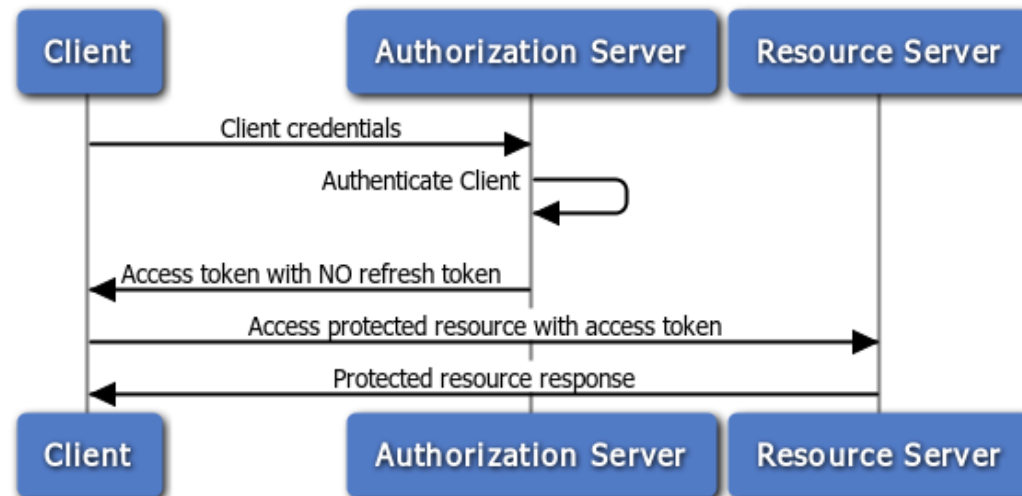 Client
Authorization Server
Resource Server
Client credentials
Authenticate Client
Access token with NO refresh token
Access protected resource with access token
Protected resource response
Client
Authorization Server
Resource Server